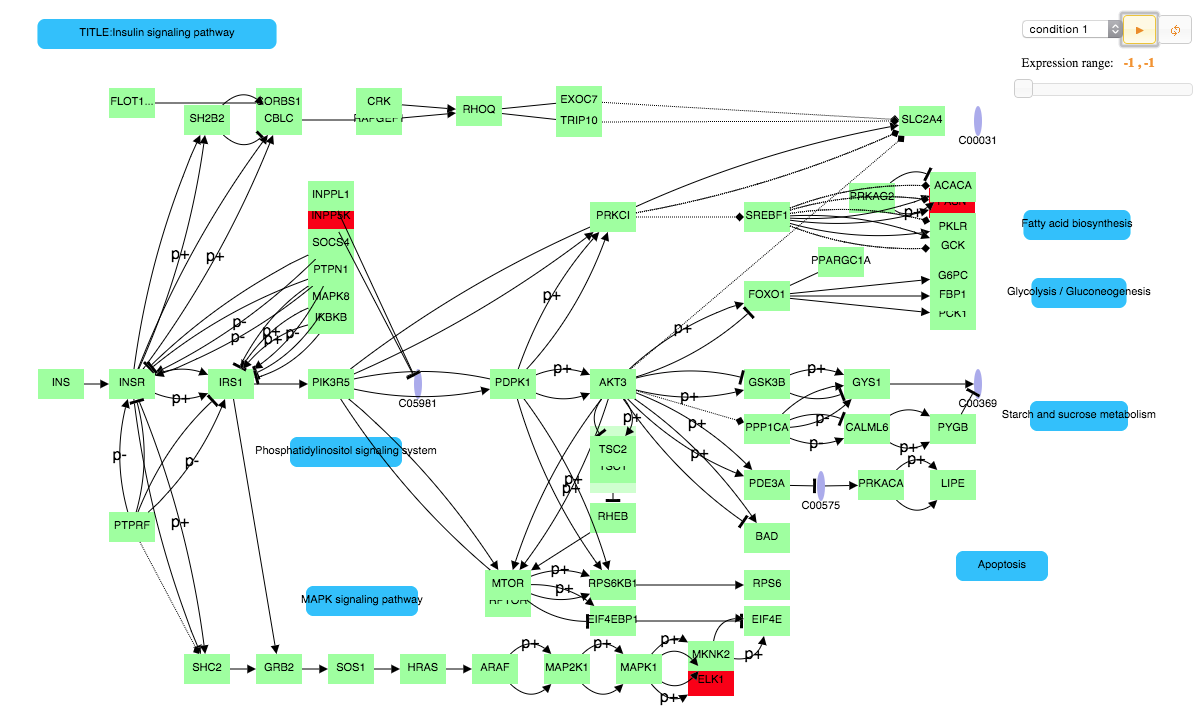 TITLE:Insulin signaling pathway
condition 1
Expression range: -1 , -1
FLOT1...
SORBS1
SH2B2
CBLC
CRK
RAPGEF1
RHOQ
EXOC7
TRIP10
SLC2A4
C00031
INPPL1
INPP5K
SOCS4
PTPN1
MAPK8
IKBKB
PRKCI
SREBF1
PRKAG2
ACACA
FASN
p+
PKLR
GCK
Fatty acid biosynthesis
p+
p+
PPARGC1A
G6PC
FBP1
PCK1
FOXO1
Glycolysis / Gluconeogenesis
p+
p-
p-
p+
p+
p-
p+
INS
INSR
p+
IRS1
PIK3R5
C05981
PDPK1
p+
AKT3
p+
GSK3B
p+
GYS1
C00369
p+
p+
PPP1CA
p-
p-
CALML6
p+
PYGB
Starch and sucrose metabolism
p-
p-
Phosphatidylinositol signaling system
TSC2
TSC1
p+
p+
p+
PDE3A
C00575
PRKACA
p+
LIPE
PTPRF
p+
RHEB
BAD
Apoptosis
MTOR
RPTOR
p+
p+
RPS6KB1
RPS6
MAPK signaling pathway
EIF4EBP1
EIF4E
SHC2
GRB2
SOS1
HRAS
ARAF
p+
MAP2K1
p+
MAPK1
p+
p+
MKNK2
p+
ELK1